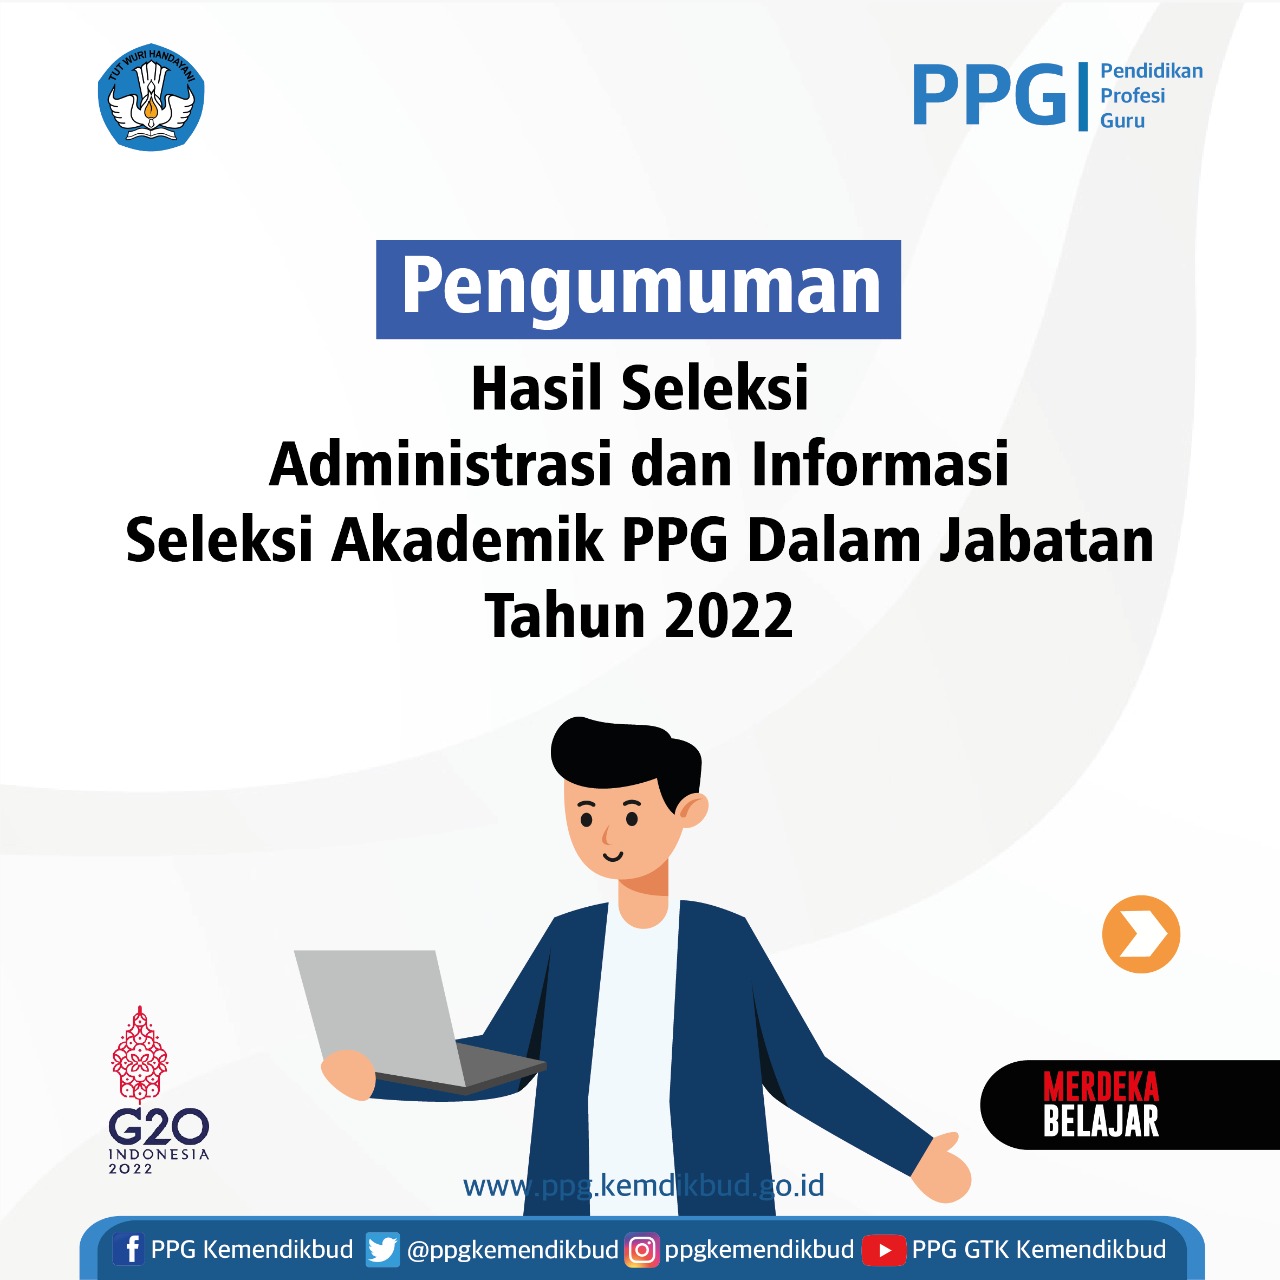 TUT WURI HANDAYANI
PPG
Pendidikan
Profesi
Guru
Pengumuman
Hasil Seleksi
Administrasi dan Informasi
Seleksi Akademik PPG Dalam Jabatan
Tahun 2022
G20
INDONESIA
2022
MERDEKA
BELAJAR
www.ppg.kemdikbud.go.id
PPG Kemendikbud @ppgkemendikbud ppgkemendikbud PPG GTK Kemendikbud